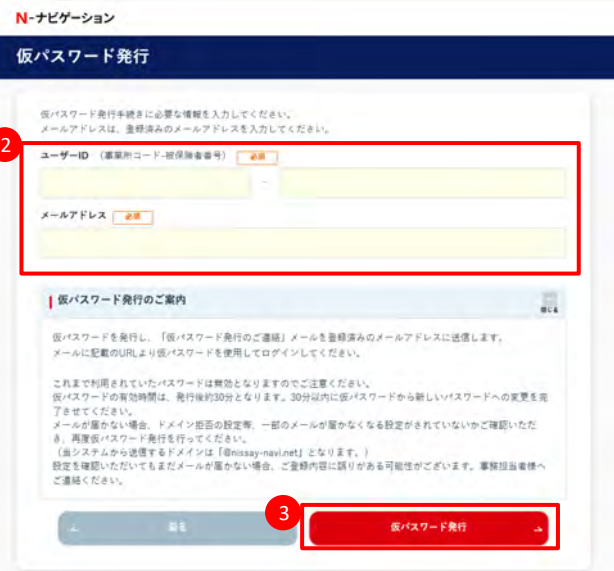 N-ナビゲーション
仮パスワード発行
仮パスワード発行手続きに必要な情報を入力してください。
メールアドレスは、登録済みのメールアドレスを入力してください。
2
ユーザーID （事業所コード-被保険者番号） 必須
-
メールアドレス 必須
仮パスワード発行のご案内
閉じる
仮パスワードを発行し、「仮パスワード発行のご連絡」メールを登録済みのメールアドレスに送信します。
メールに記載のURLより仮パスワードを使用してログインしてください。
これまで利用されていたパスワードは無効となりますのでご注意ください。
仮パスワードの有効時間は、発行後約30分となります。30分以内に仮パスワードから新しいパスワードへの変更を完
了させてください。
メールが届かない場合、ドメイン拒否の設定等、一部のメールが届かなくなる設定がされていないかご確認いただ
き、再度仮パスワード発行を行ってください。
（当システムから送信するドメインは「@nissay-navi.net」となります。）
設定を確認いただいてもまだメールが届かない場合、ご登録内容に誤りがある可能性がございます。事務担当者様へ
ご連絡ください。
戻る
3
仮パスワード発行